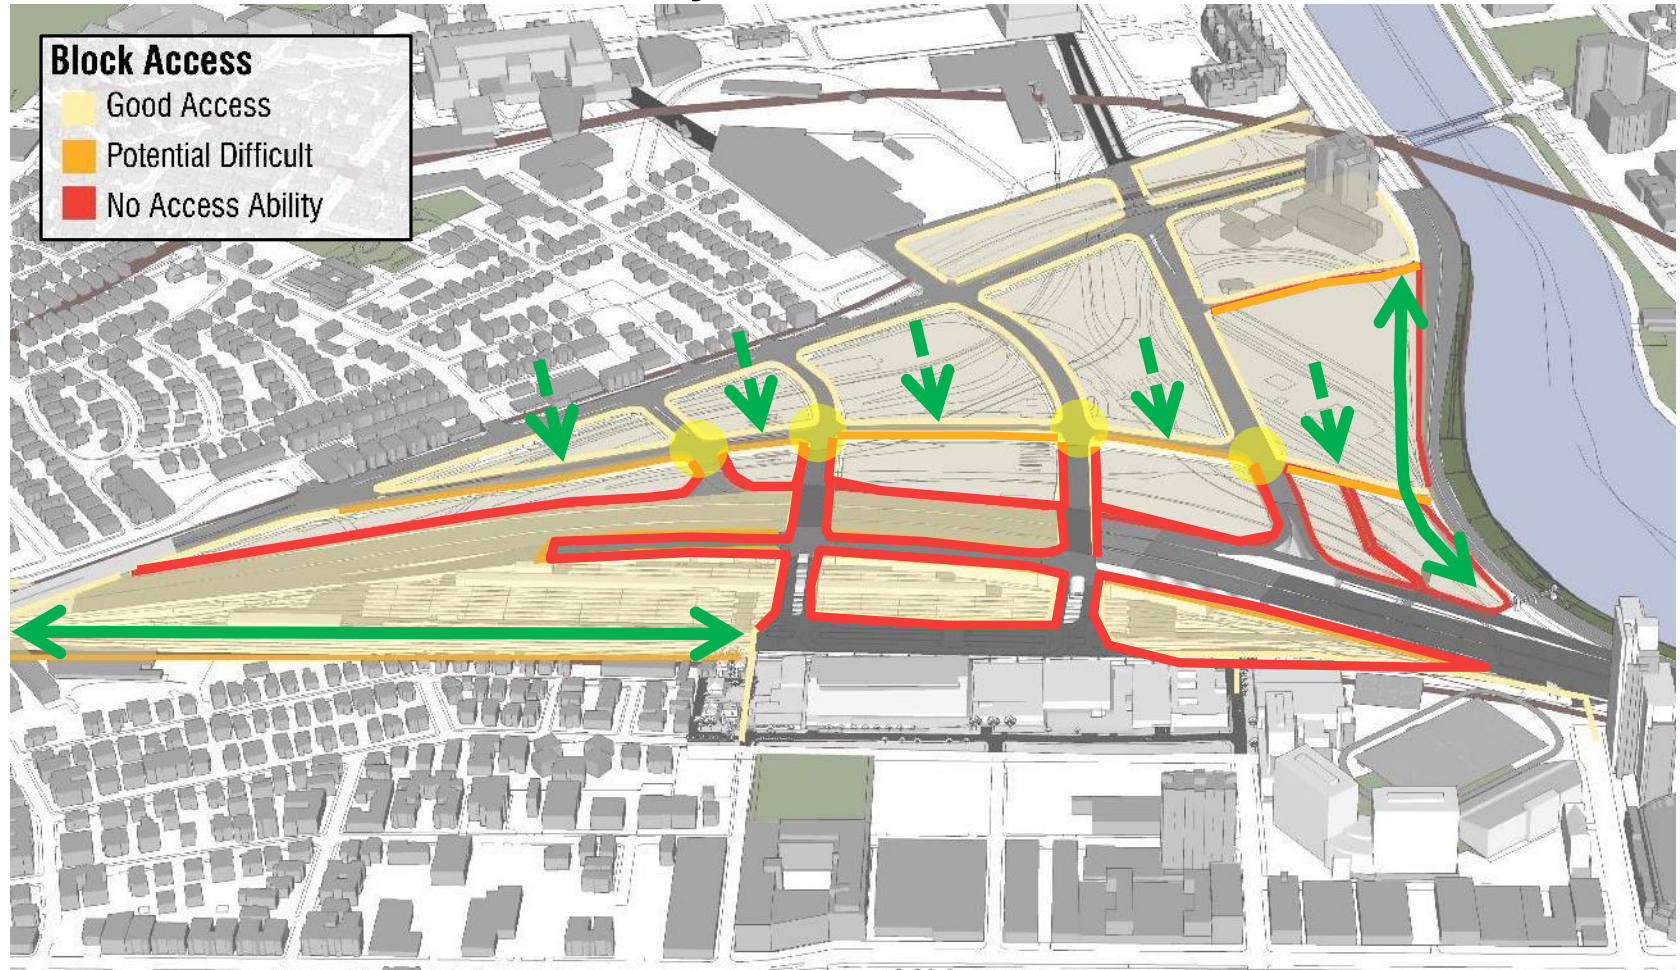 Block Access
Good Access
Potential Difficult
No Access Ability